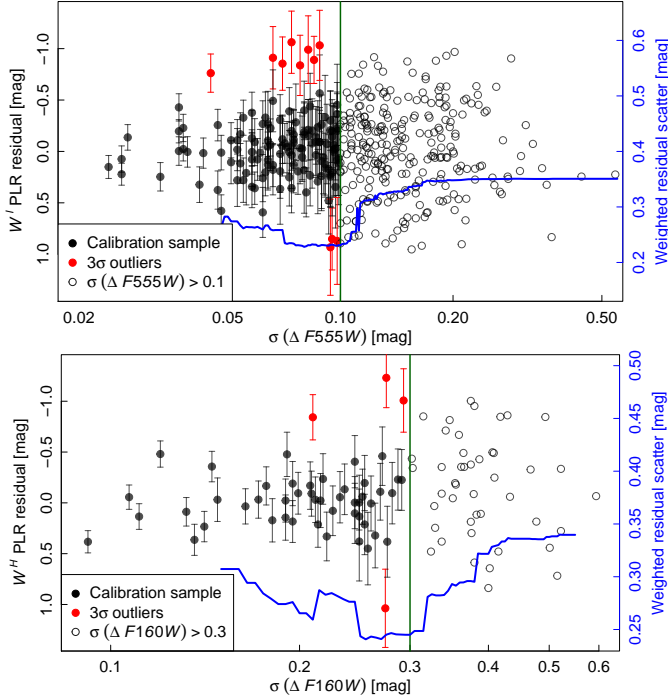 W^I PLR residual [mag]
-1.0
-0.5
0.0
0.5
1.0
Calibration sample
3σ outliers
σ (Δ F555W) > 0.1
0.6
0.5
0.4
0.3
0.2
Weighted residual scatter [mag]
0.02
0.05
0.10
0.20
0.50
σ (Δ F555W) [mag]
W^H PLR residual [mag]
-1.0
-0.5
0.0
0.5
1.0
Calibration sample
3σ outliers
σ (Δ F160W) > 0.3
0.50
0.45
0.40
0.35
0.30
0.25
Weighted residual scatter [mag]
0.1
0.2
0.3
0.4
0.5
0.6
σ (Δ F160W) [mag]